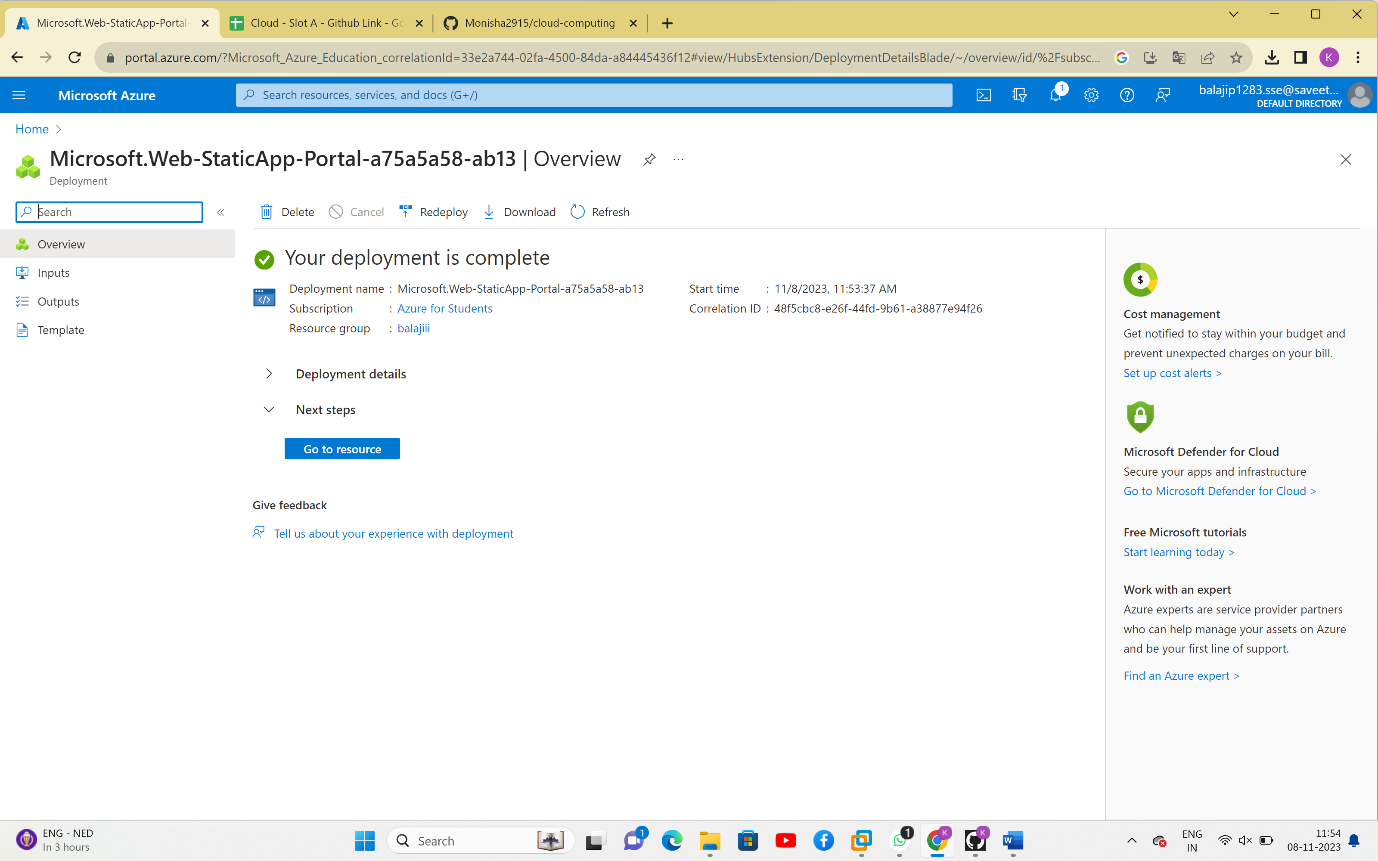 Microsoft.Web-StaticApp-Portal-
Cloud - Slot A - Github Link - Go
Monisha2915/cloud-computing
portal.azure.com/?Microsoft_Azure_Education_correlationId=33e2a744-02fa-4500-84da-a84445436f12#view/HubsExtension/DeploymentDetailsBlade/~/overview/id/%2Fsubsc...
K
Microsoft Azure
Search resources, services, and docs (G+/)
1
balajip1283.sse@saveet...
DEFAULT DIRECTORY
Home
Microsoft.Web-StaticApp-Portal-a75a5a58-ab13 | Overview
Deployment
Search
Overview
Inputs
Outputs
Template
Delete
Cancel
Redeploy
Download
Refresh
Your deployment is complete
Deployment name : Microsoft.Web-StaticApp-Portal-a75a5a58-ab13
Subscription : Azure for Students
Resource group : balajiii
Start time : 11/8/2023, 11:53:37 AM
Correlation ID : 48f5cbc8-e26f-44fd-9b61-a38877e94f26
Deployment details
Next steps
Go to resource
Give feedback
Tell us about your experience with deployment
Cost management
Get notified to stay within your budget and
prevent unexpected charges on your bill.
Set up cost alerts >
Microsoft Defender for Cloud
Secure your apps and infrastructure
Go to Microsoft Defender for Cloud >
Free Microsoft tutorials
Start learning today >
Work with an expert
Azure experts are service provider partners
who can help manage your assets on Azure
and be your first line of support.
Find an Azure expert >
ENG - NED
In 3 hours
Search
1
1
K
K
ENG
IN
11:54
08-11-2023